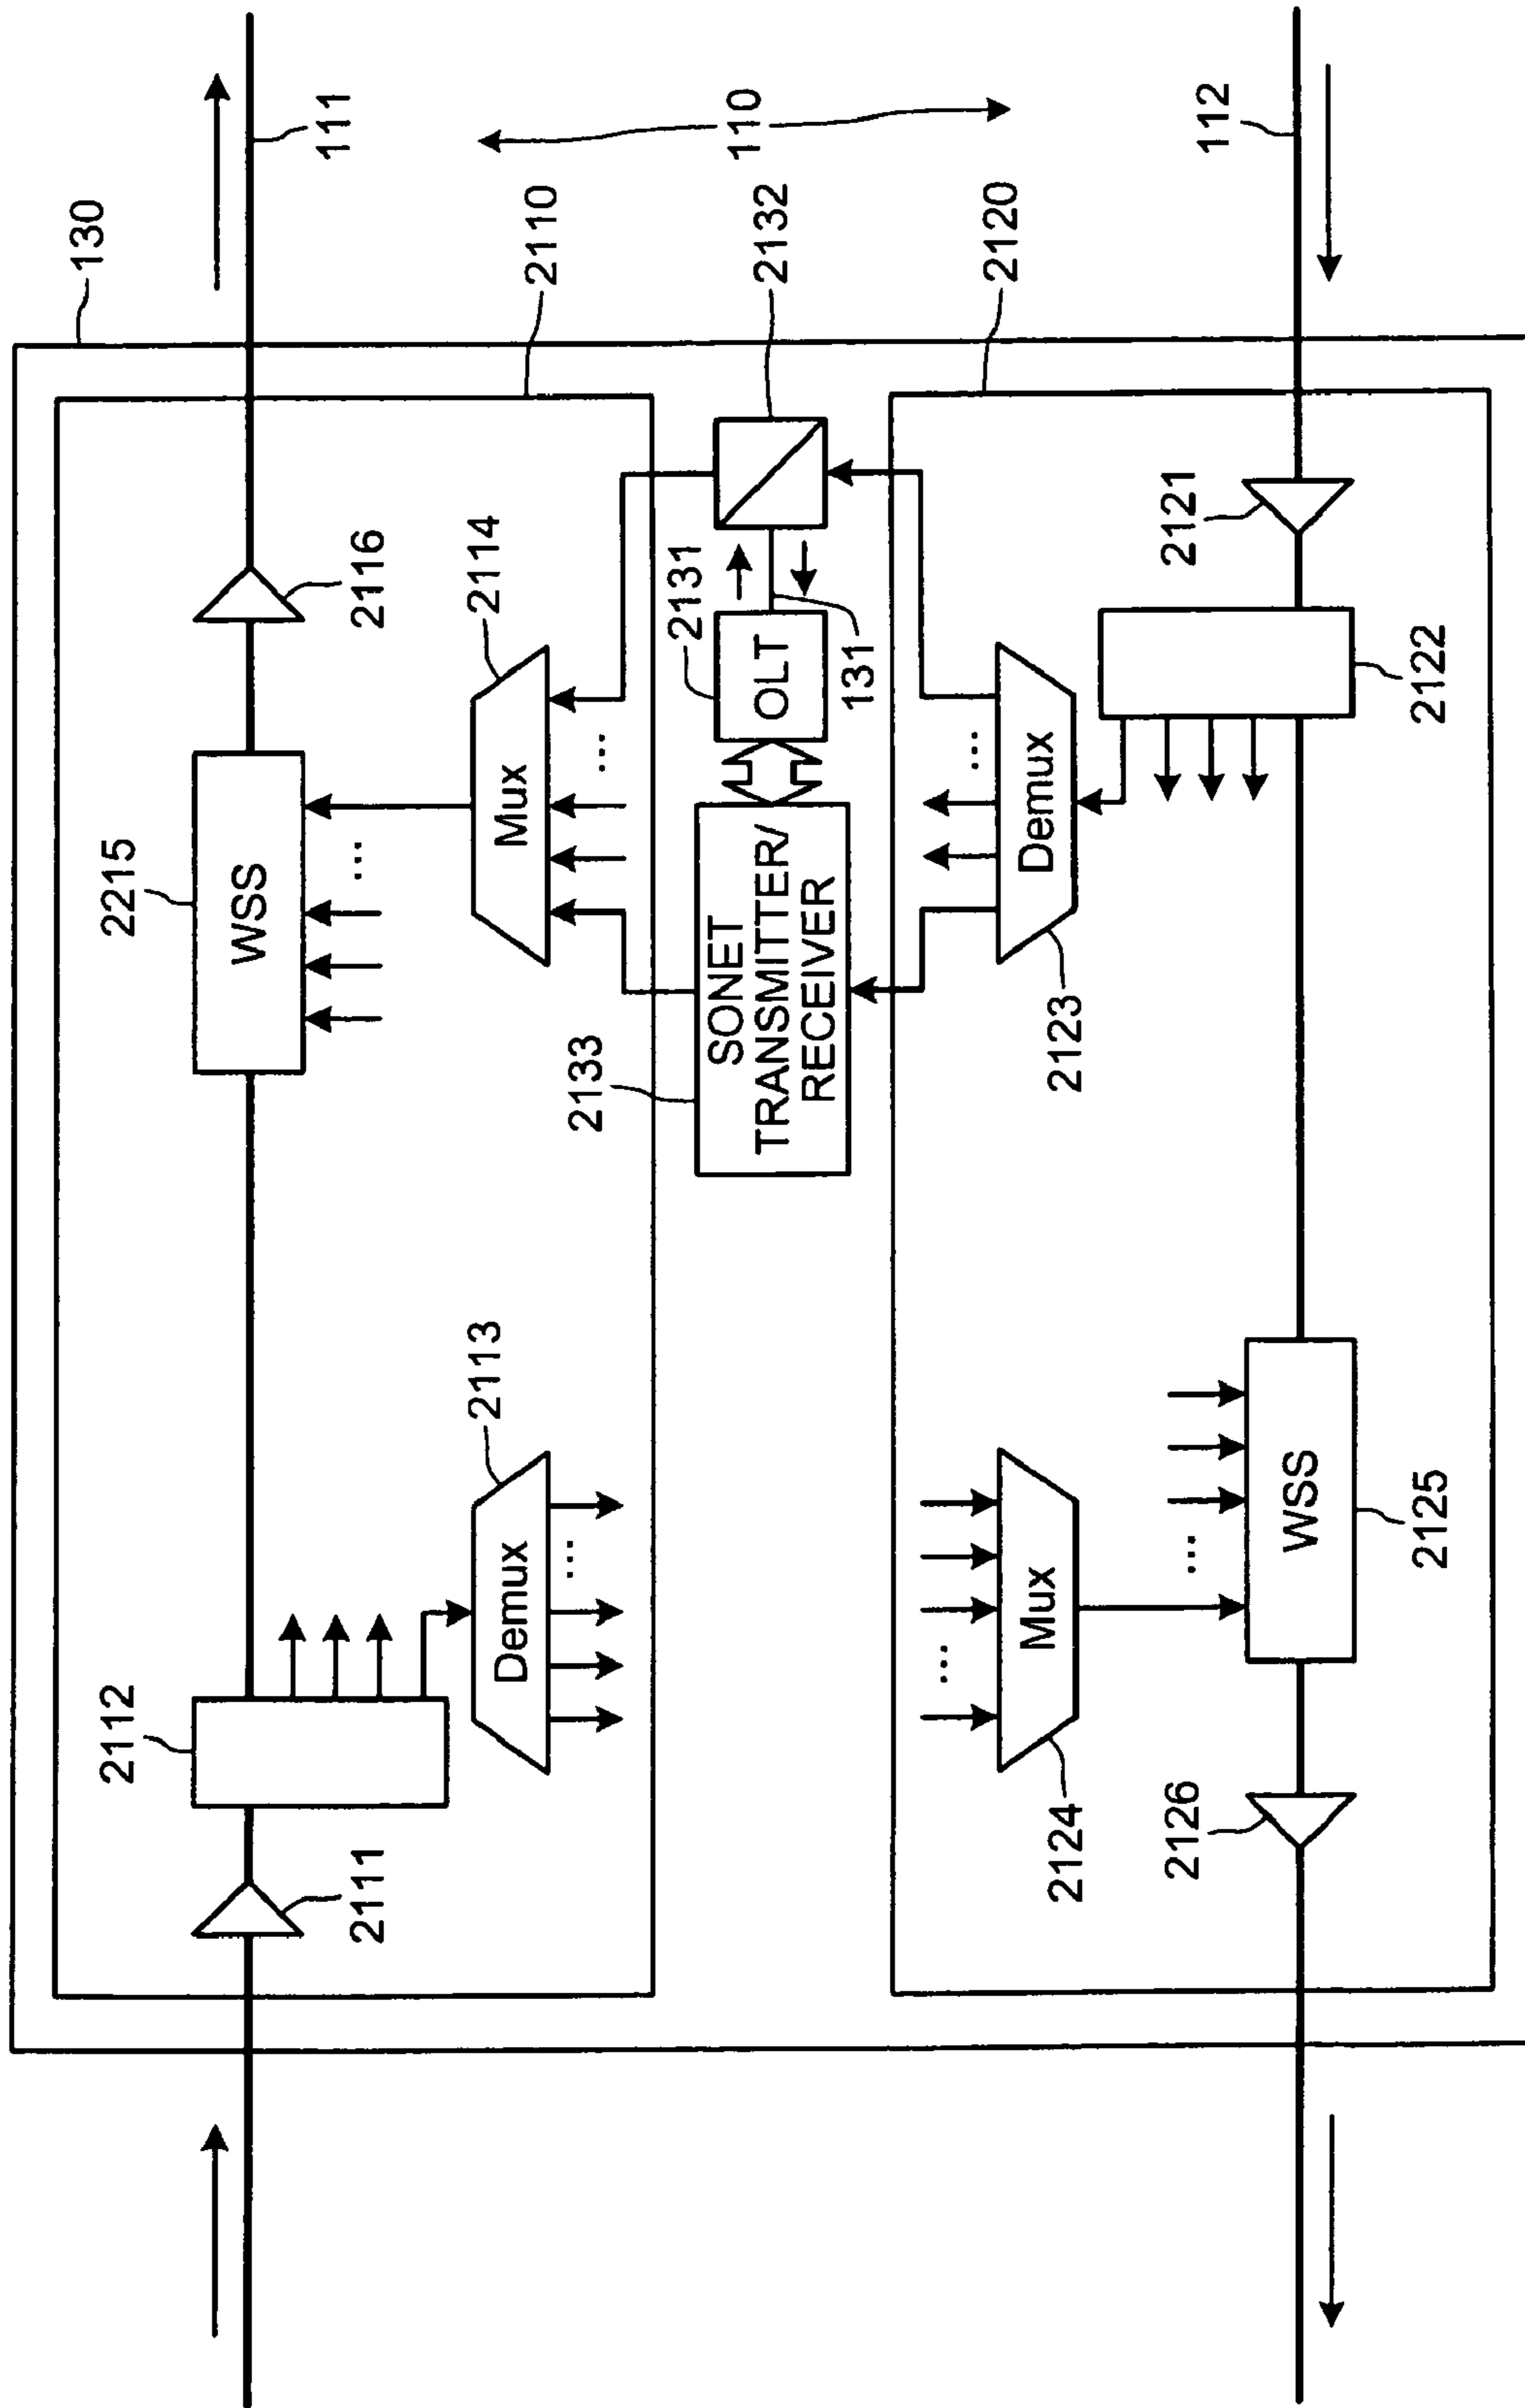 130
111
110
2110
2132
2120
112
2116
2114
2131
OLT
131
2121
2122
2215
WSS
...
Mux
...
SONET
TRANSMITTER/
RECEIVER
2133
...
Demux
2123
2112
2111
2113
Demux
...
...
Mux
2124
...
WSS
2125
2126